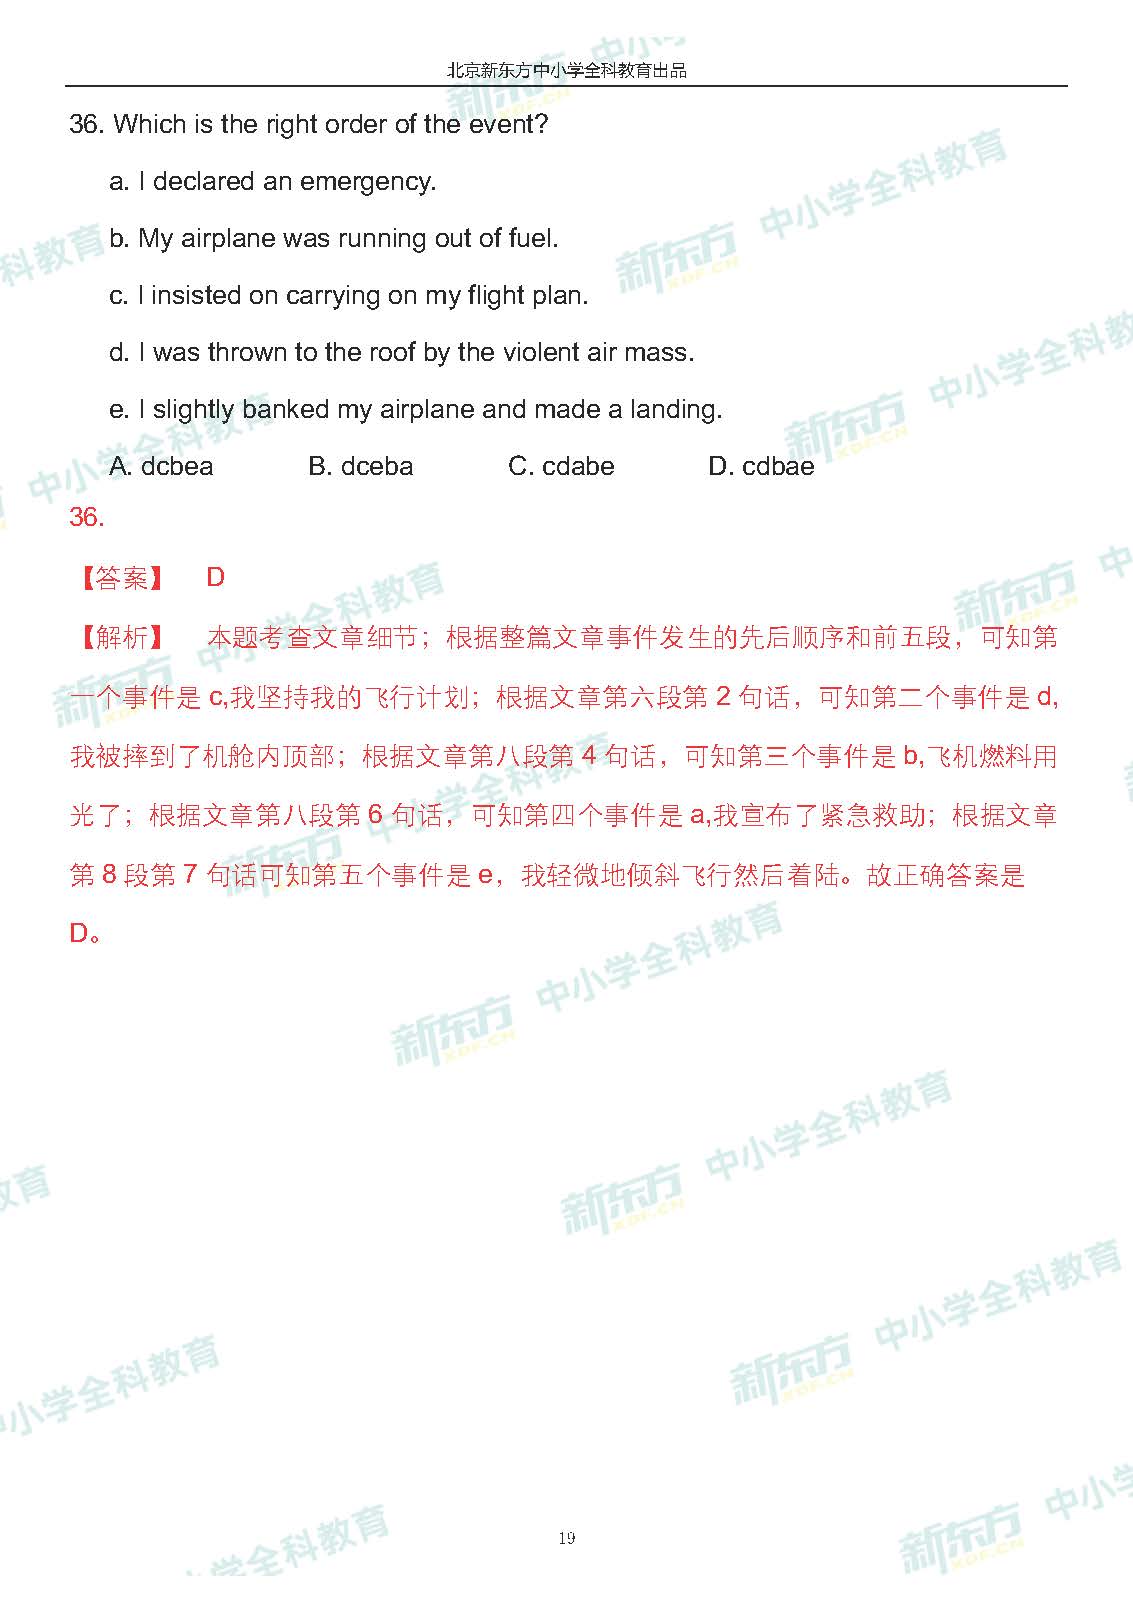 北京新东方中小学全科教育出品
36. Which is the right order of the event?
a. I declared an emergency.
b. My airplane was running out of fuel.
c. I insisted on carrying on my flight plan.
d. I was thrown to the roof by the violent air mass.
e. I slightly banked my airplane and made a landing.
A. dcbea B. dceba C. cdabe D. cdbae
36.
【答案】 D
【解析】 本题考查文章细节；根据整篇文章事件发生的先后顺序和前五段，可知第
一个事件是 c,我坚持我的飞行计划；根据文章第六段第 2 句话，可知第二个事件是 d,
我被摔到了机舱内顶部；根据文章第八段第 4 句话，可知第三个事件是 b,飞机燃料用
光了；根据文章第八段第 6 句话，可知第四个事件是 a,我宣布了紧急救助；根据文章
第 8 段第 7 句话可知第五个事件是 e，我轻微地倾斜飞行然后着陆。故正确答案是
D。
新东方 XDF.CN 中小学全科教育
19